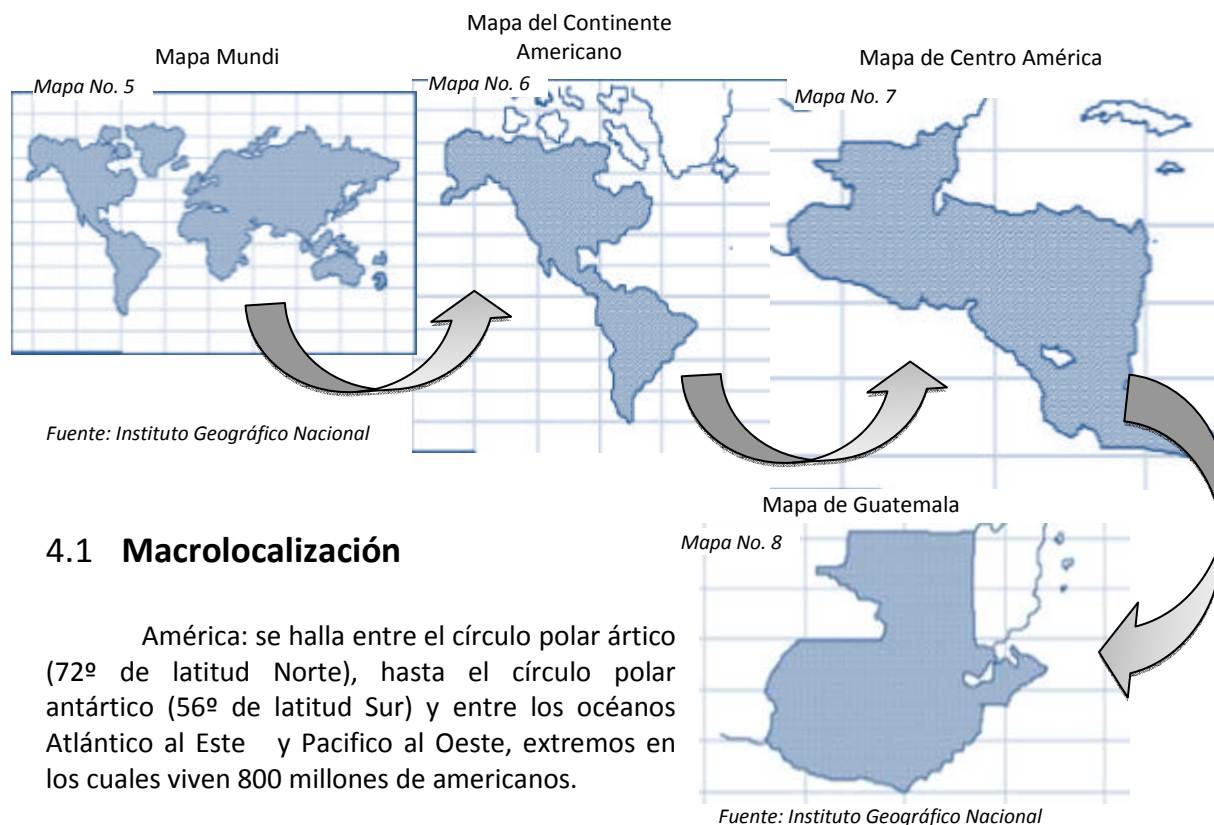 Mapa Mundi
Mapa No. 5
Mapa del Continente
Americano
Mapa No. 6
Mapa de Centro América
Mapa No. 7
Fuente: Instituto Geográfico Nacional
Mapa de Guatemala
Mapa No. 8
4.1 Macrolocalización
América: se halla entre el círculo polar ártico
(72º de latitud Norte), hasta el círculo polar
antártico (56º de latitud Sur) y entre los océanos
Atlántico al Este y Pacifico al Oeste, extremos en
los cuales viven 800 millones de americanos.
Fuente: Instituto Geográfico Nacional